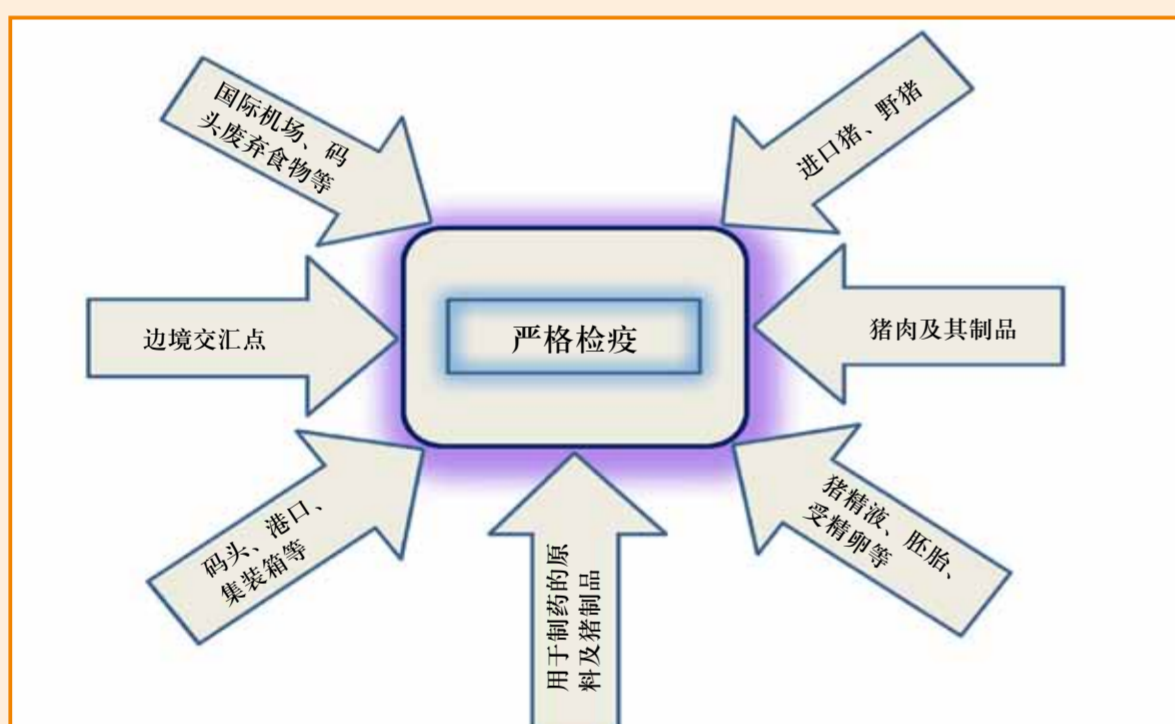 国际机场、码
头废弃食物等
进口猪、野猪
边境交汇点
严格检疫
猪肉及其制品
码头、港口、
集装箱等
用于制药的原
料及猪制品
猪精液、胚胎、
受精卵等